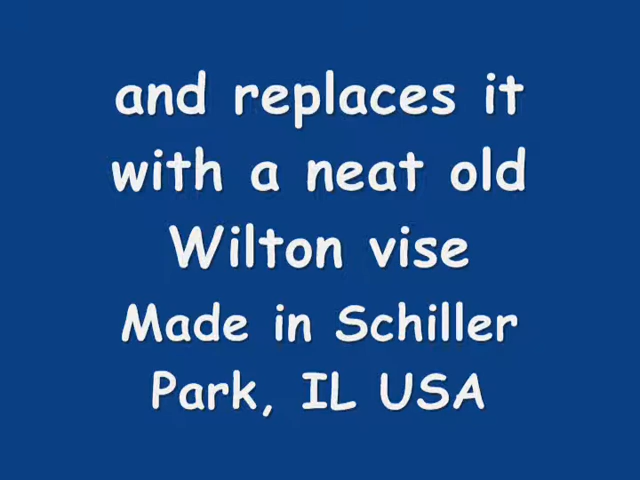 and replaces it
with a neat old
Wilton vise
Made in Schiller
Park, IL USA